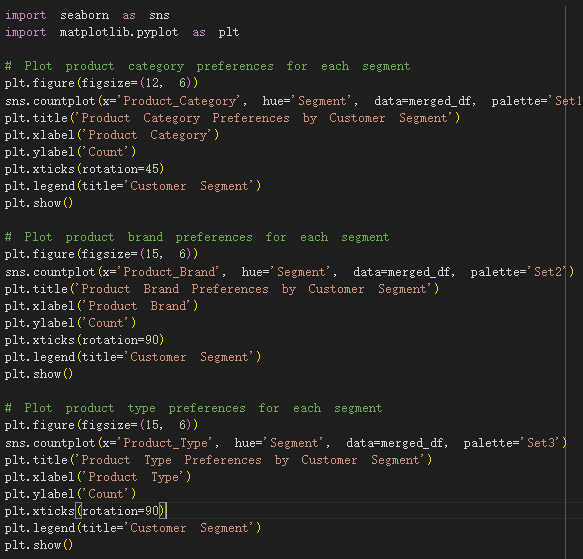 import seaborn as sns
import matplotlib.pyplot as plt
# Plot product category preferences for each segment
plt.figure(figsize=(12, 6))
sns.countplot(x='Product_Category', hue='Segment', data=merged_df, palette='Set1
plt.title('Product Category Preferences by Customer Segment')
plt.xlabel('Product Category')
plt.ylabel('Count')
plt.xticks(rotation=45)
plt.legend(title='Customer Segment')
plt.show()
# Plot product brand preferences for each segment
plt.figure(figsize=(15, 6))
sns.countplot(x='Product_Brand', hue='Segment', data=merged_df, palette='Set2')
plt.title('Product Brand Preferences by Customer Segment')
plt.xlabel('Product Brand')
plt.ylabel('Count')
plt.xticks(rotation=90)
plt.legend(title='Customer Segment')
plt.show()
# Plot product type preferences for each segment
plt.figure(figsize=(15, 6))
sns.countplot(x='Product_Type', hue='Segment', data=merged_df, palette='Set3')
plt.title('Product Type Preferences by Customer Segment')
plt.xlabel('Product Type')
plt.ylabel('Count')
plt.xticks(rotation=90)
plt.legend(title='Customer Segment')
plt.show()